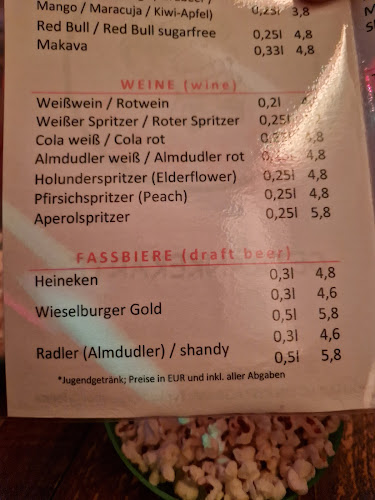 Mango / Maracuja / Kiwi-Apfel) 0,25l 3,8
Red Bull / Red Bull sugarfree 0,25l 4,8
Makava 0,33l 4,8
WEINE (wine)
Weißwein / Rotwein 0,2l
Weißer Spritzer / Roter Spritzer 0,25l
Cola weiß / Cola rot 4,8
Almdudler weiß / Almdudler rot 4,8
Holunderspritzer (Elderflower) 0,25l 4,8
Pfirsichspritzer (Peach) 0,25l 4,8
Aperolspritzer 0,25l 5,8
FASSBIERE (draft beer)
Heineken 0,3l 4,8
0,3l 4,6
Wieselburger Gold 0,5l 5,8
0,3l 4,6
Radler (Almdudler) / shandy 0,5l 5,8
*Jugendgetränk; Preise in EUR und inkl. aller Abgaben